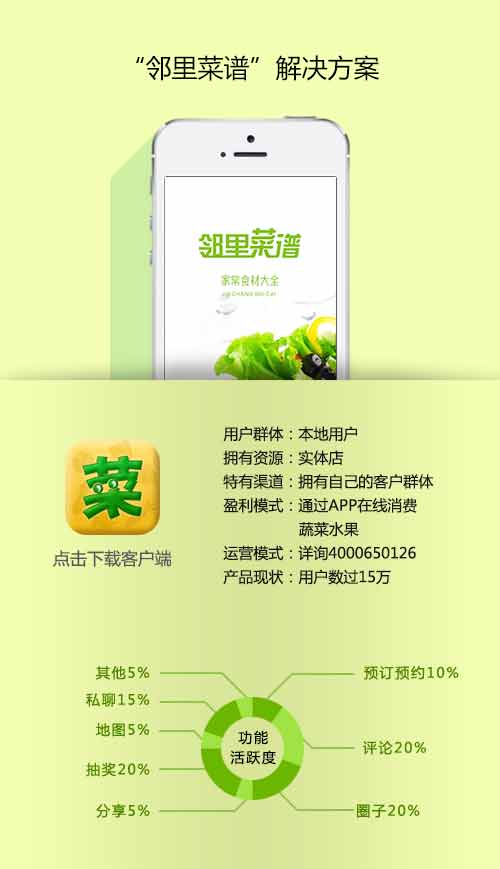 “邻里菜谱”解决方案
邻里菜谱
家常食材大全
菜
点击下载客户端
用户群体：本地用户
拥有资源：实体店
特有渠道：拥有自己的客户群体
盈利模式：通过APP在线消费
蔬菜水果
运营模式：详询4000650126
产品现状：用户数过15万
其他5%
私聊15%
地图5%
抽奖20%
分享5%
功能
活跃度
预订预约10%
评论20%
圈子20%